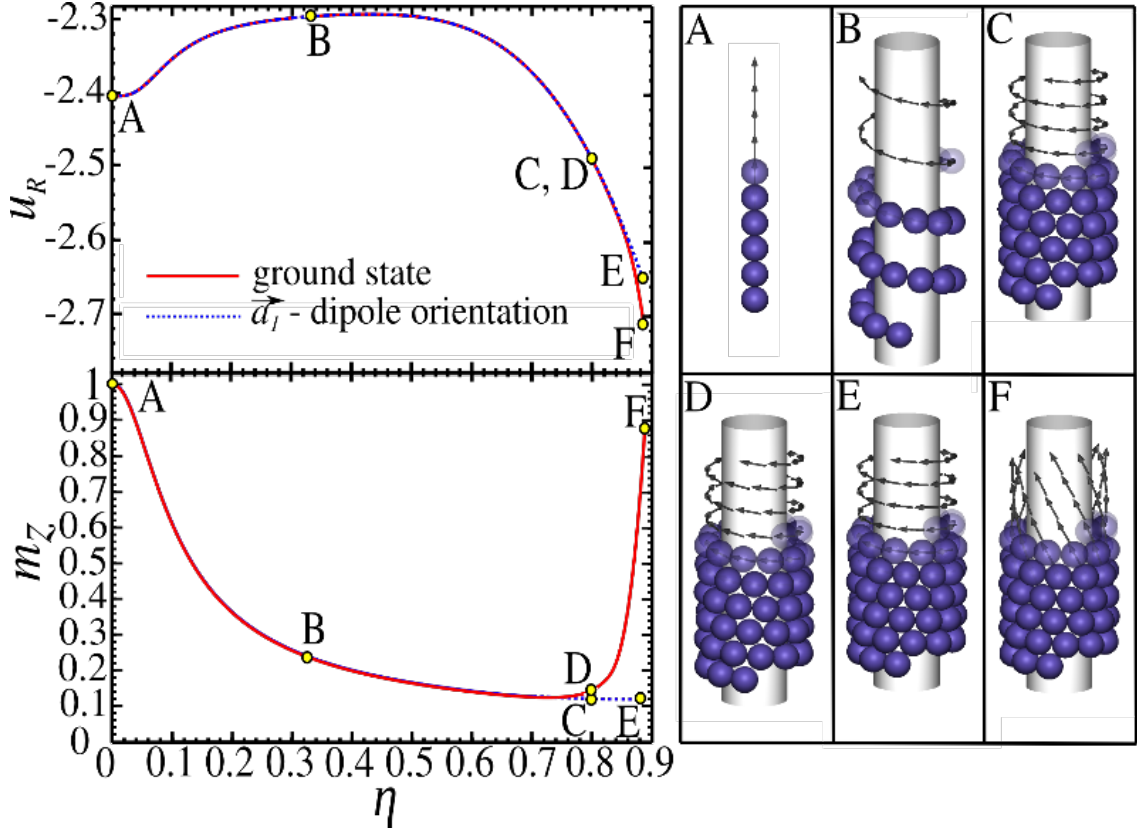 -2.3
-2.4
-2.5
-2.6
-2.7
u_R
A
B
C, D
E
F
ground state
d⃗₁ - dipole orientation
1
0.9
0.8
0.7
0.6
0.5
0.4
0.3
0.2
0.1
0
m_Z
A
B
D
C
E
F
0 0.1 0.2 0.3 0.4 0.5 0.6 0.7 0.8 0.9
η
A B C
D E F